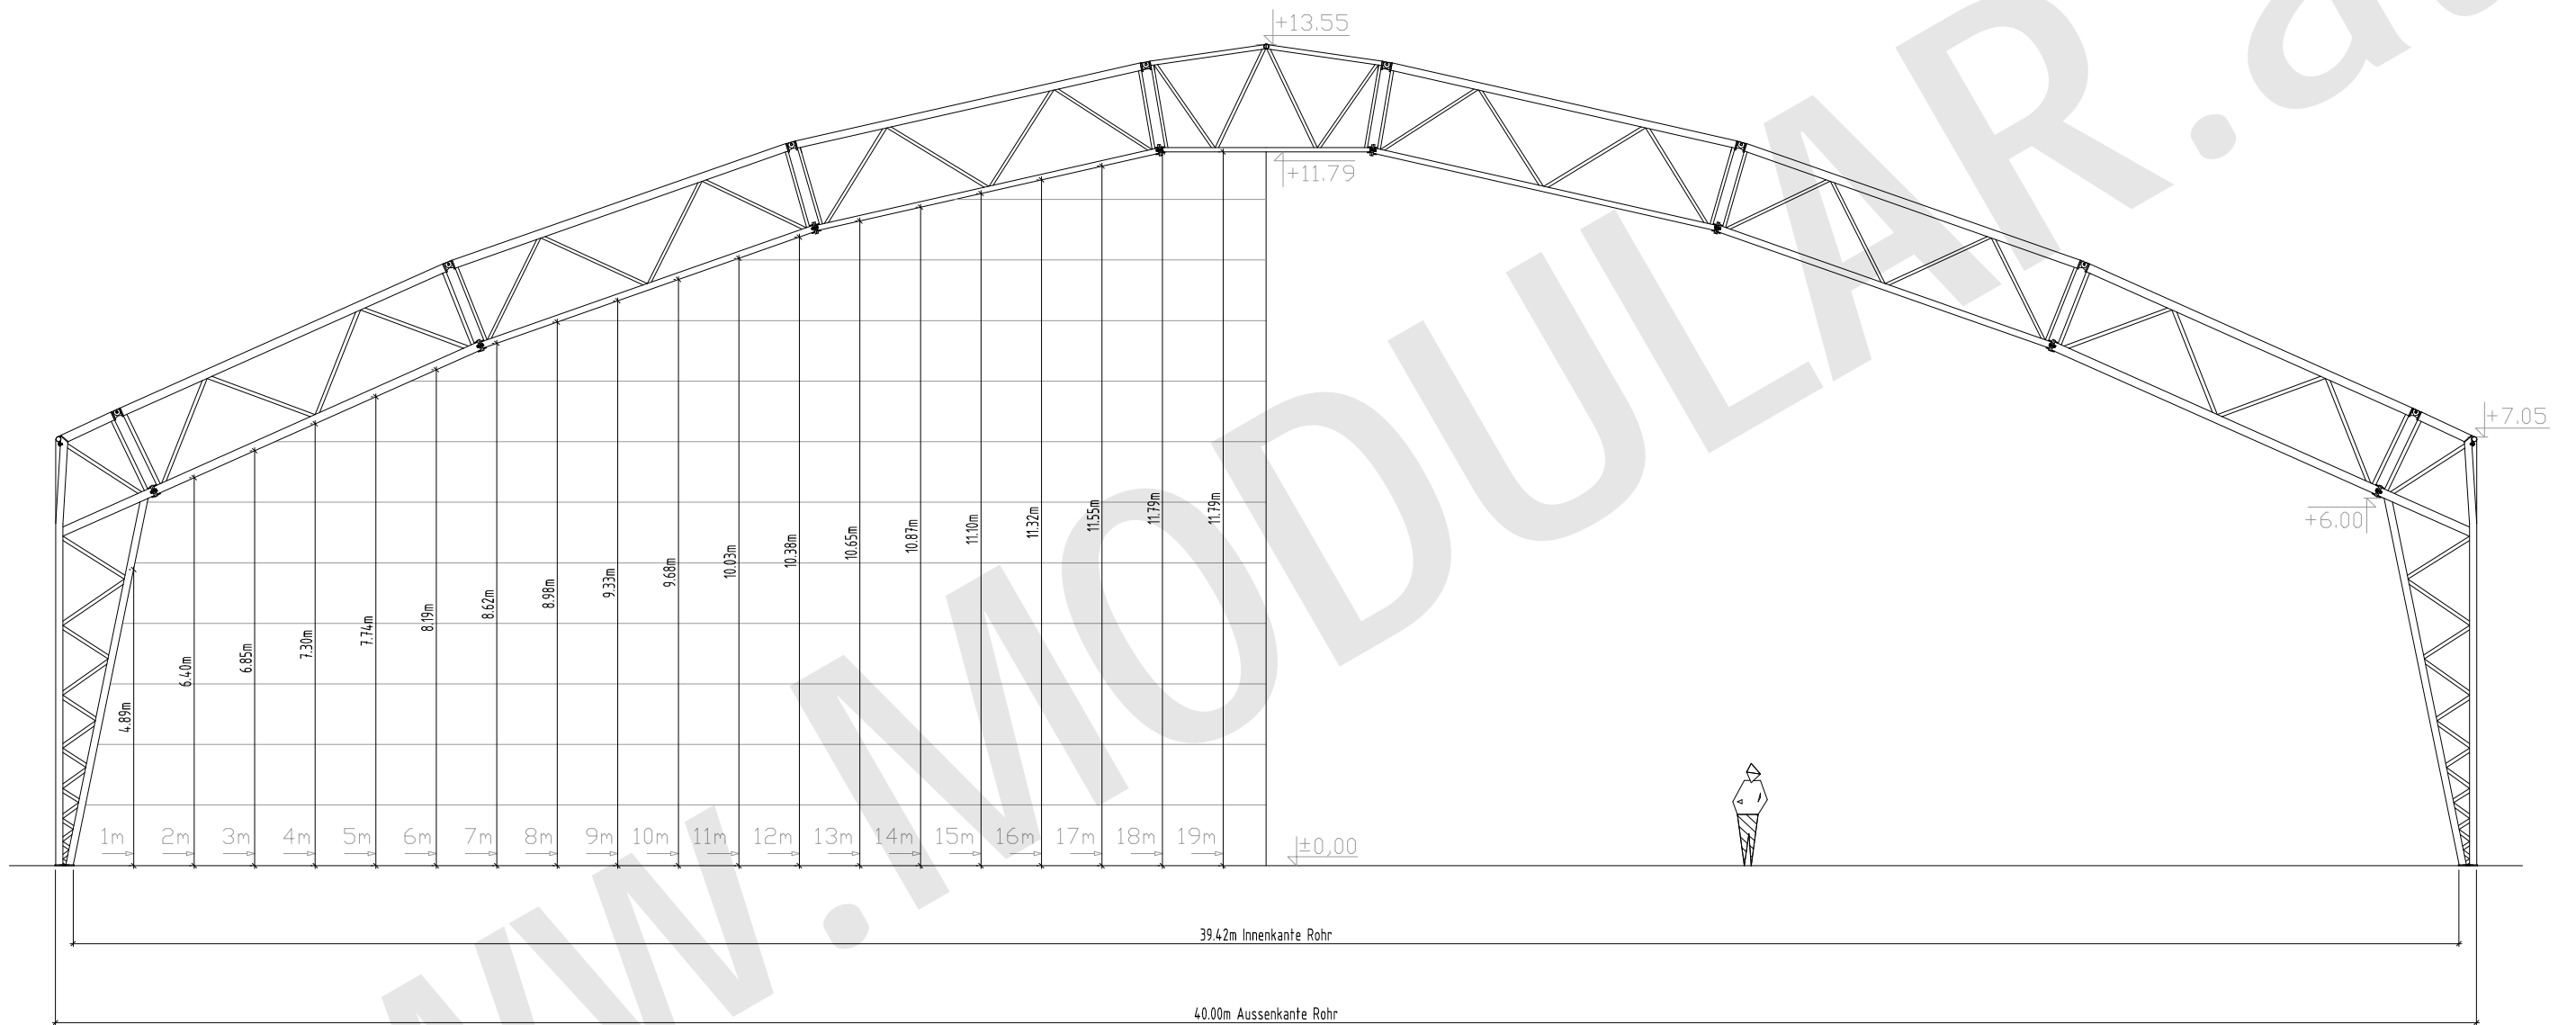 +13.55
+11.79
+7.05
+6.00
4.89m
6.40m
6.85m
7.30m
7.74m
8.19m
8.62m
8.98m
9.33m
9.68m
10.03m
10.38m
10.65m
10.87m
11.10m
11.32m
11.55m
11.79m
11.79m
1m
2m
3m
4m
5m
6m
7m
8m
9m
10m
11m
12m
13m
14m
15m
16m
17m
18m
19m
±0,00
39.42m Innenkante Rohr
40.00m Aussenkante Rohr
w.MODULAR.at